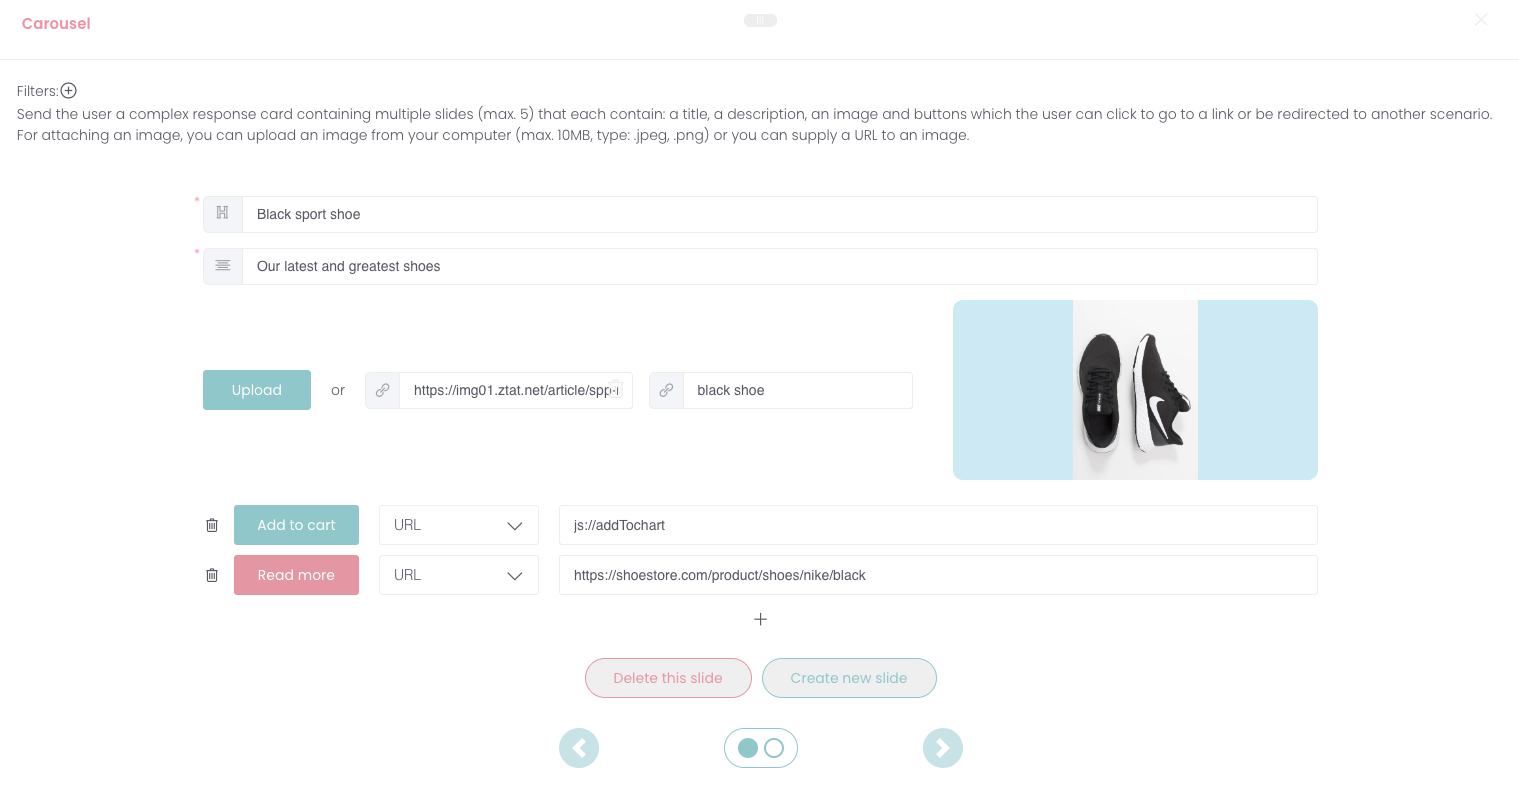 Carousel
Filters:
Send the user a complex response card containing multiple slides (max. 5) that each contain: a title, a description, an image and buttons which the user can click to go to a link or be redirected to another scenario.
For attaching an image, you can upload an image from your computer (max. 10MB, type: .jpeg, .png) or you can supply a URL to an image.
* Black sport shoe
* Our latest and greatest shoes
Upload or https://img01.ztat.net/article/spp black shoe
Add to cart URL js://addTochart
Read more URL https://shoestore.com/product/shoes/nike/black
+
Delete this slide Create new slide